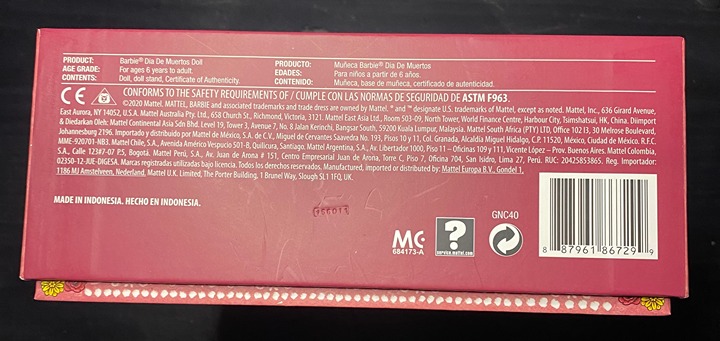 PRODUCT: Barbie® Dia De Muertos Doll
AGE GRADE: For ages 6 years to adult.
CONTENTS: Doll, doll stand, Certificate of Authenticity.
PRODUCTO: Muñeca Barbie® Dia De Muertos
EDADES: Para niños a partir de 6 años.
CONTENIDO: Muñeca, base de muñeca, certificado de autenticidad.
CE CONFORMS TO THE SAFETY REQUIREMENTS OF / CUMPLE CON LAS NORMAS DE SEGURIDAD DE ASTM F963.
©2020 Mattel. MATTEL, BARBIE and associated trademarks and trade dress are owned by Mattel. ® and ™ designate U.S. trademarks of Mattel, except as noted. Mattel, Inc., 636 Girard Avenue,
East Aurora, NY 14052, U.S.A. Mattel Australia Pty. Ltd., 658 Church St., Richmond, Victoria, 3121. Mattel East Asia Ltd., Room 503-09, North Tower, World Finance Centre, Harbour City, Tsimshatsui, HK, China. Diimport
& Diedarkan Oleh: Mattel Continental Asia Sdn Bhd. Level 19, Tower 3, Avenue 7, No. 8 Jalan Kerinchi, Bangsar South, 59200 Kuala Lumpur, Malaysia. Mattel South Africa (PTY) LTD, Office 102I3, 30 Melrose Boulevard,
Johannesburg 2196. Importado y distribuido por Mattel de México, S.A. de C.V., Miguel de Cervantes Saavedra No. 193, Pisos 10 y 11, Col. Granada, Alcaldía Miguel Hidalgo, C.P. 11520, México, Ciudad de México. R.F.C.
MME-920701-NB3. Mattel Chile, S.A., Avenida Américo Vespucio 501-B, Quilicura, Santiago. Mattel Argentina, S.A., Av. Libertador 1000, Piso 11 – Oficinas 109 y 111, Vicente López – Prov. Buenos Aires. Mattel Colombia,
S.A., Calle 123#07-07 P.5, Bogotá. Mattel Perú, S.A., Av. Juan de Arona # 151, Centro Empresarial Juan de Arona, Torre C, Piso 7, Oficina 704, San Isidro, Lima 27, Perú. RUC: 20425853865. Reg. Importador:
02350-12-JUE-DIGESA. Marcas registradas utilizadas bajo licencia. Todos los derechos reservados. Manufactured, imported or distributed by: Mattel Europa B.V., Gondel 1,
1186 MJ Amstelveen, Nederland. Mattel U.K. Limited, The Porter Building, 1 Brunel Way, Slough SL1 1FQ, UK.
MADE IN INDONESIA. HECHO EN INDONESIA.
MC
684173-A
?
service.mattel.com
GNC40
8 87961 86729 9